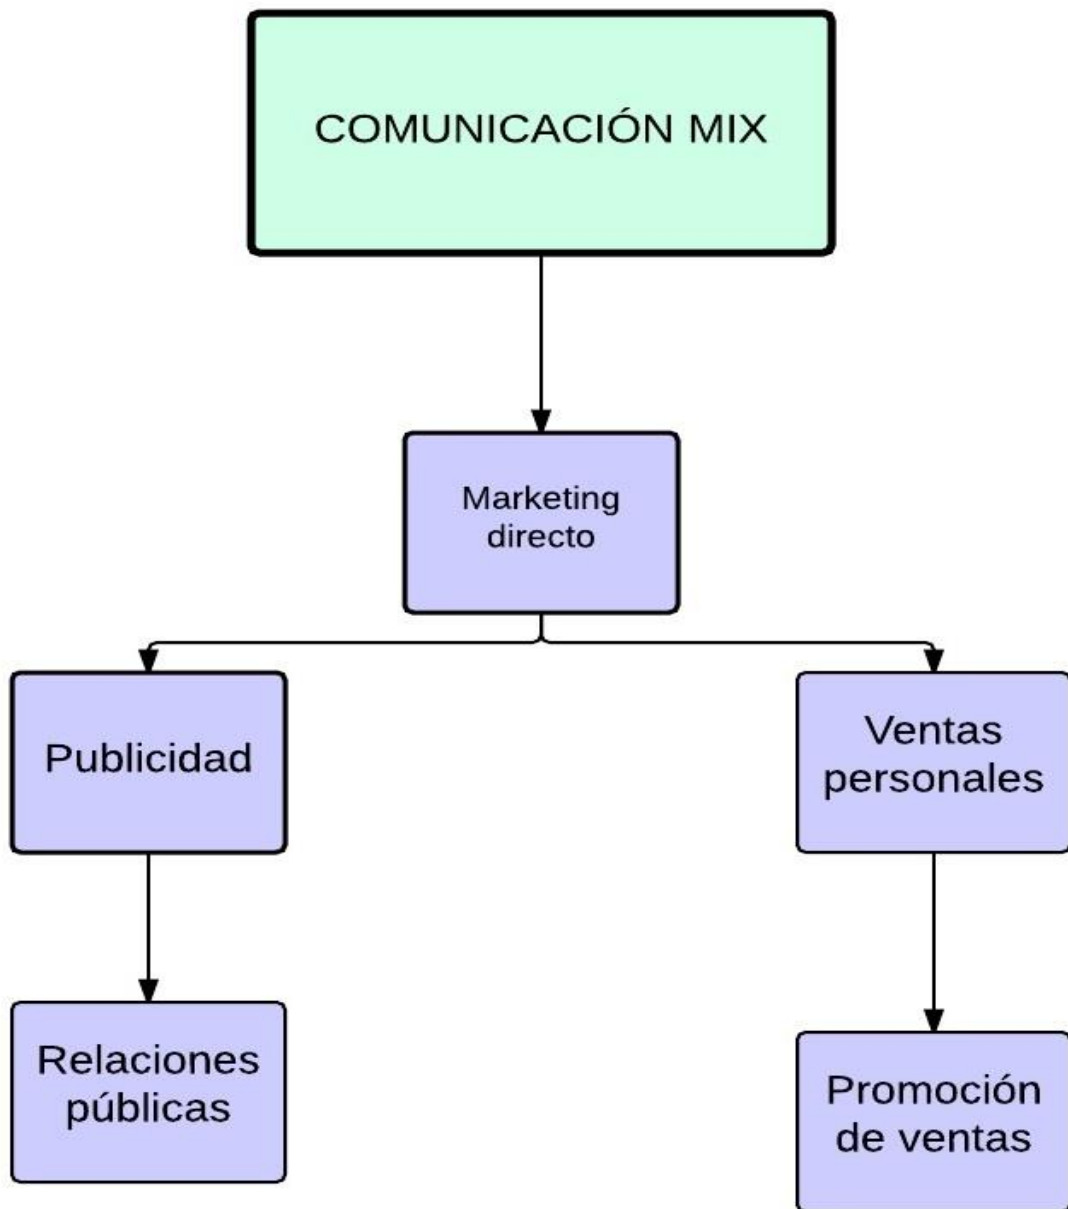 COMUNICACIÓN MIX
Marketing
directo
Publicidad
Ventas
personales
Relaciones
públicas
Promoción
de ventas